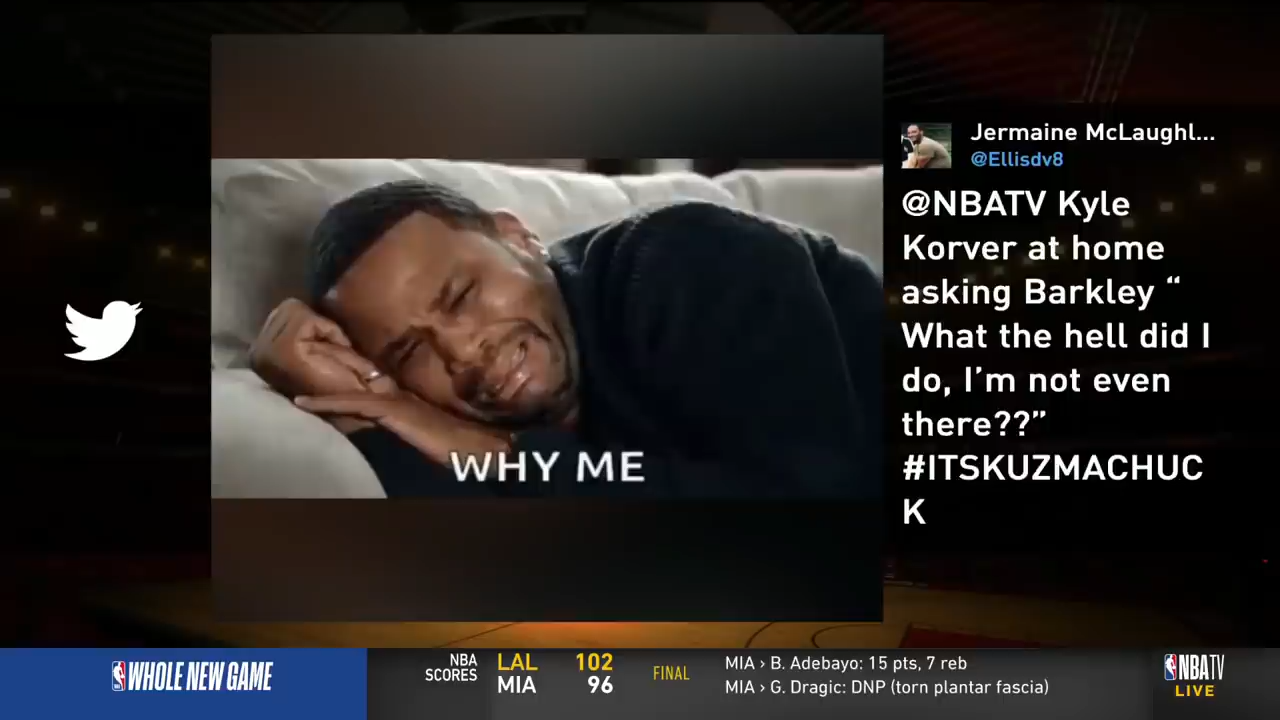 WHY ME
Jermaine McLaughl...
@Ellisdv8
@NBATV Kyle
Korver at home
asking Barkley “
What the hell did I
do, I’m not even
there??”
#ITSKUZMACHUC
K
WHOLE NEW GAME
NBA
SCORES
LAL 102
MIA 96
FINAL
MIA › B. Adebayo: 15 pts, 7 reb
MIA › G. Dragic: DNP (torn plantar fascia)
NBATV
LIVE